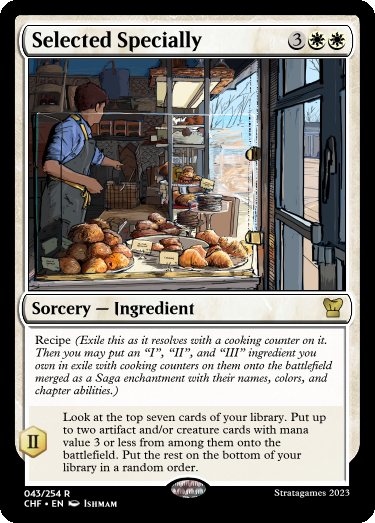 Selected Specially 3
Sorcery — Ingredient
Recipe (Exile this as it resolves with a cooking counter on it.
Then you may put an “I”, “II”, and “III” ingredient you
own in exile with cooking counters on them onto the battlefield
merged as a Saga enchantment with their names, colors, and
chapter abilities.)
II
Look at the top seven cards of your library. Put up
to two artifact and/or creature cards with mana
value 3 or less from among them onto the
battlefield. Put the rest on the bottom of your
library in a random order.
043/254 R Stratagames 2023
CHF • EN Ishmam